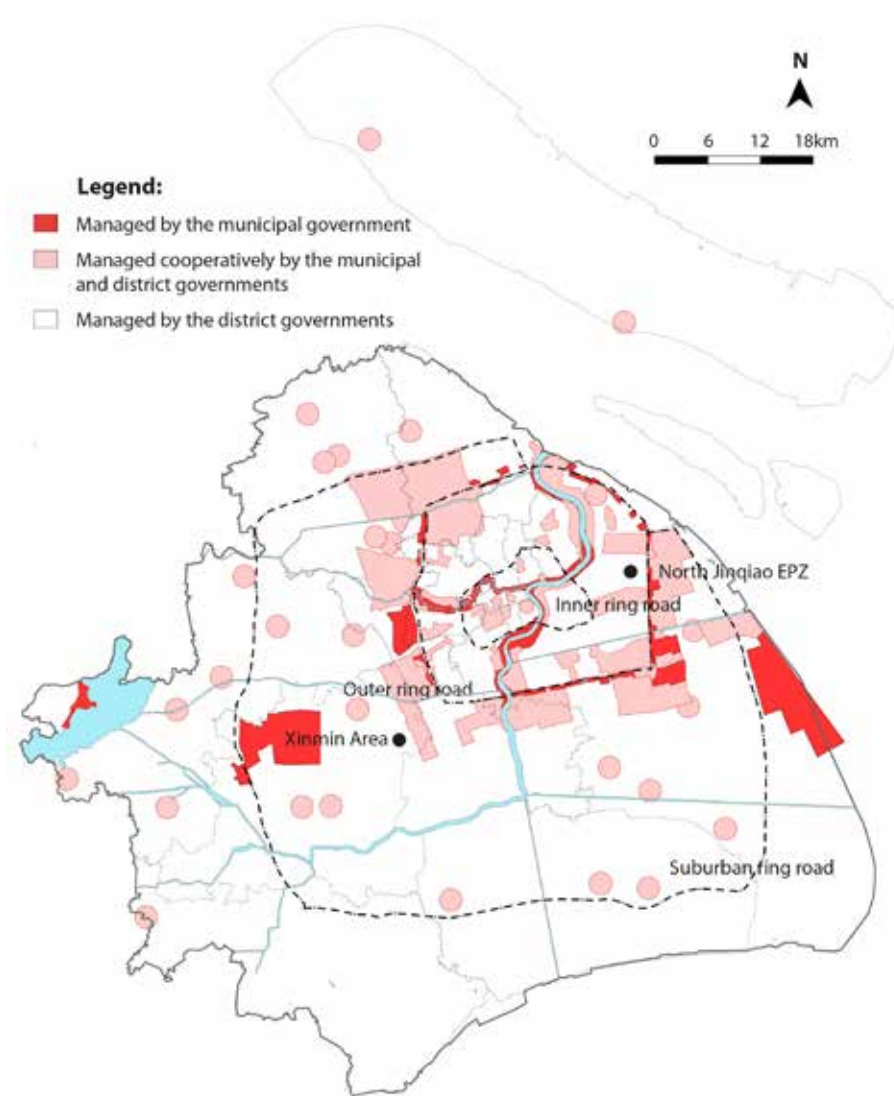 N
0 6 12 18km
Legend:
Managed by the municipal government
Managed cooperatively by the municipal
and district governments
Managed by the district governments
North Jinqiao EPZ
Inner ring road
Outer ring road
Xinmin Area
Suburban ring road